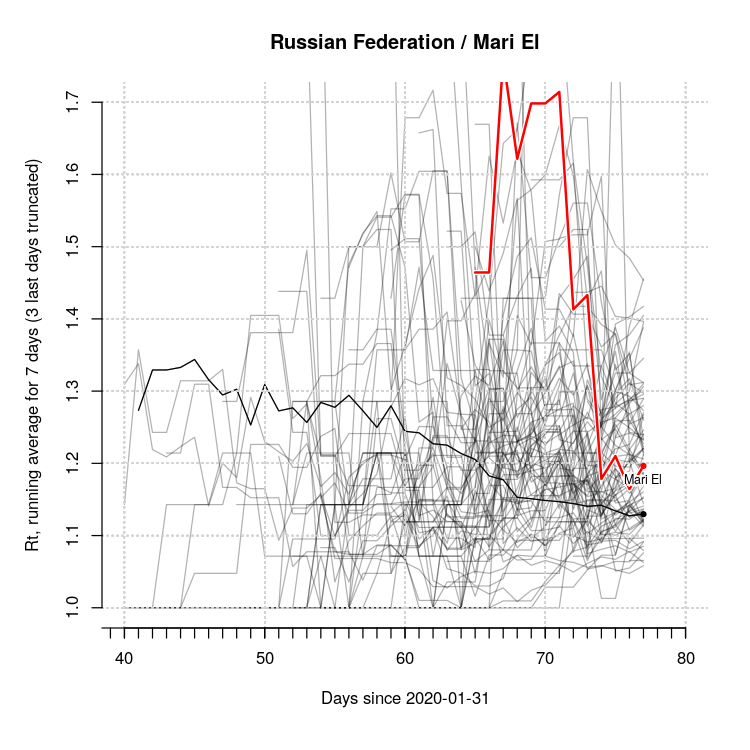 Russian Federation / Mari El
Rt, running average for 7 days (3 last days truncated)
1.7
1.6
1.5
1.4
1.3
1.2
1.1
1.0
Mari El
40 50 60 70 80
Days since 2020-01-31